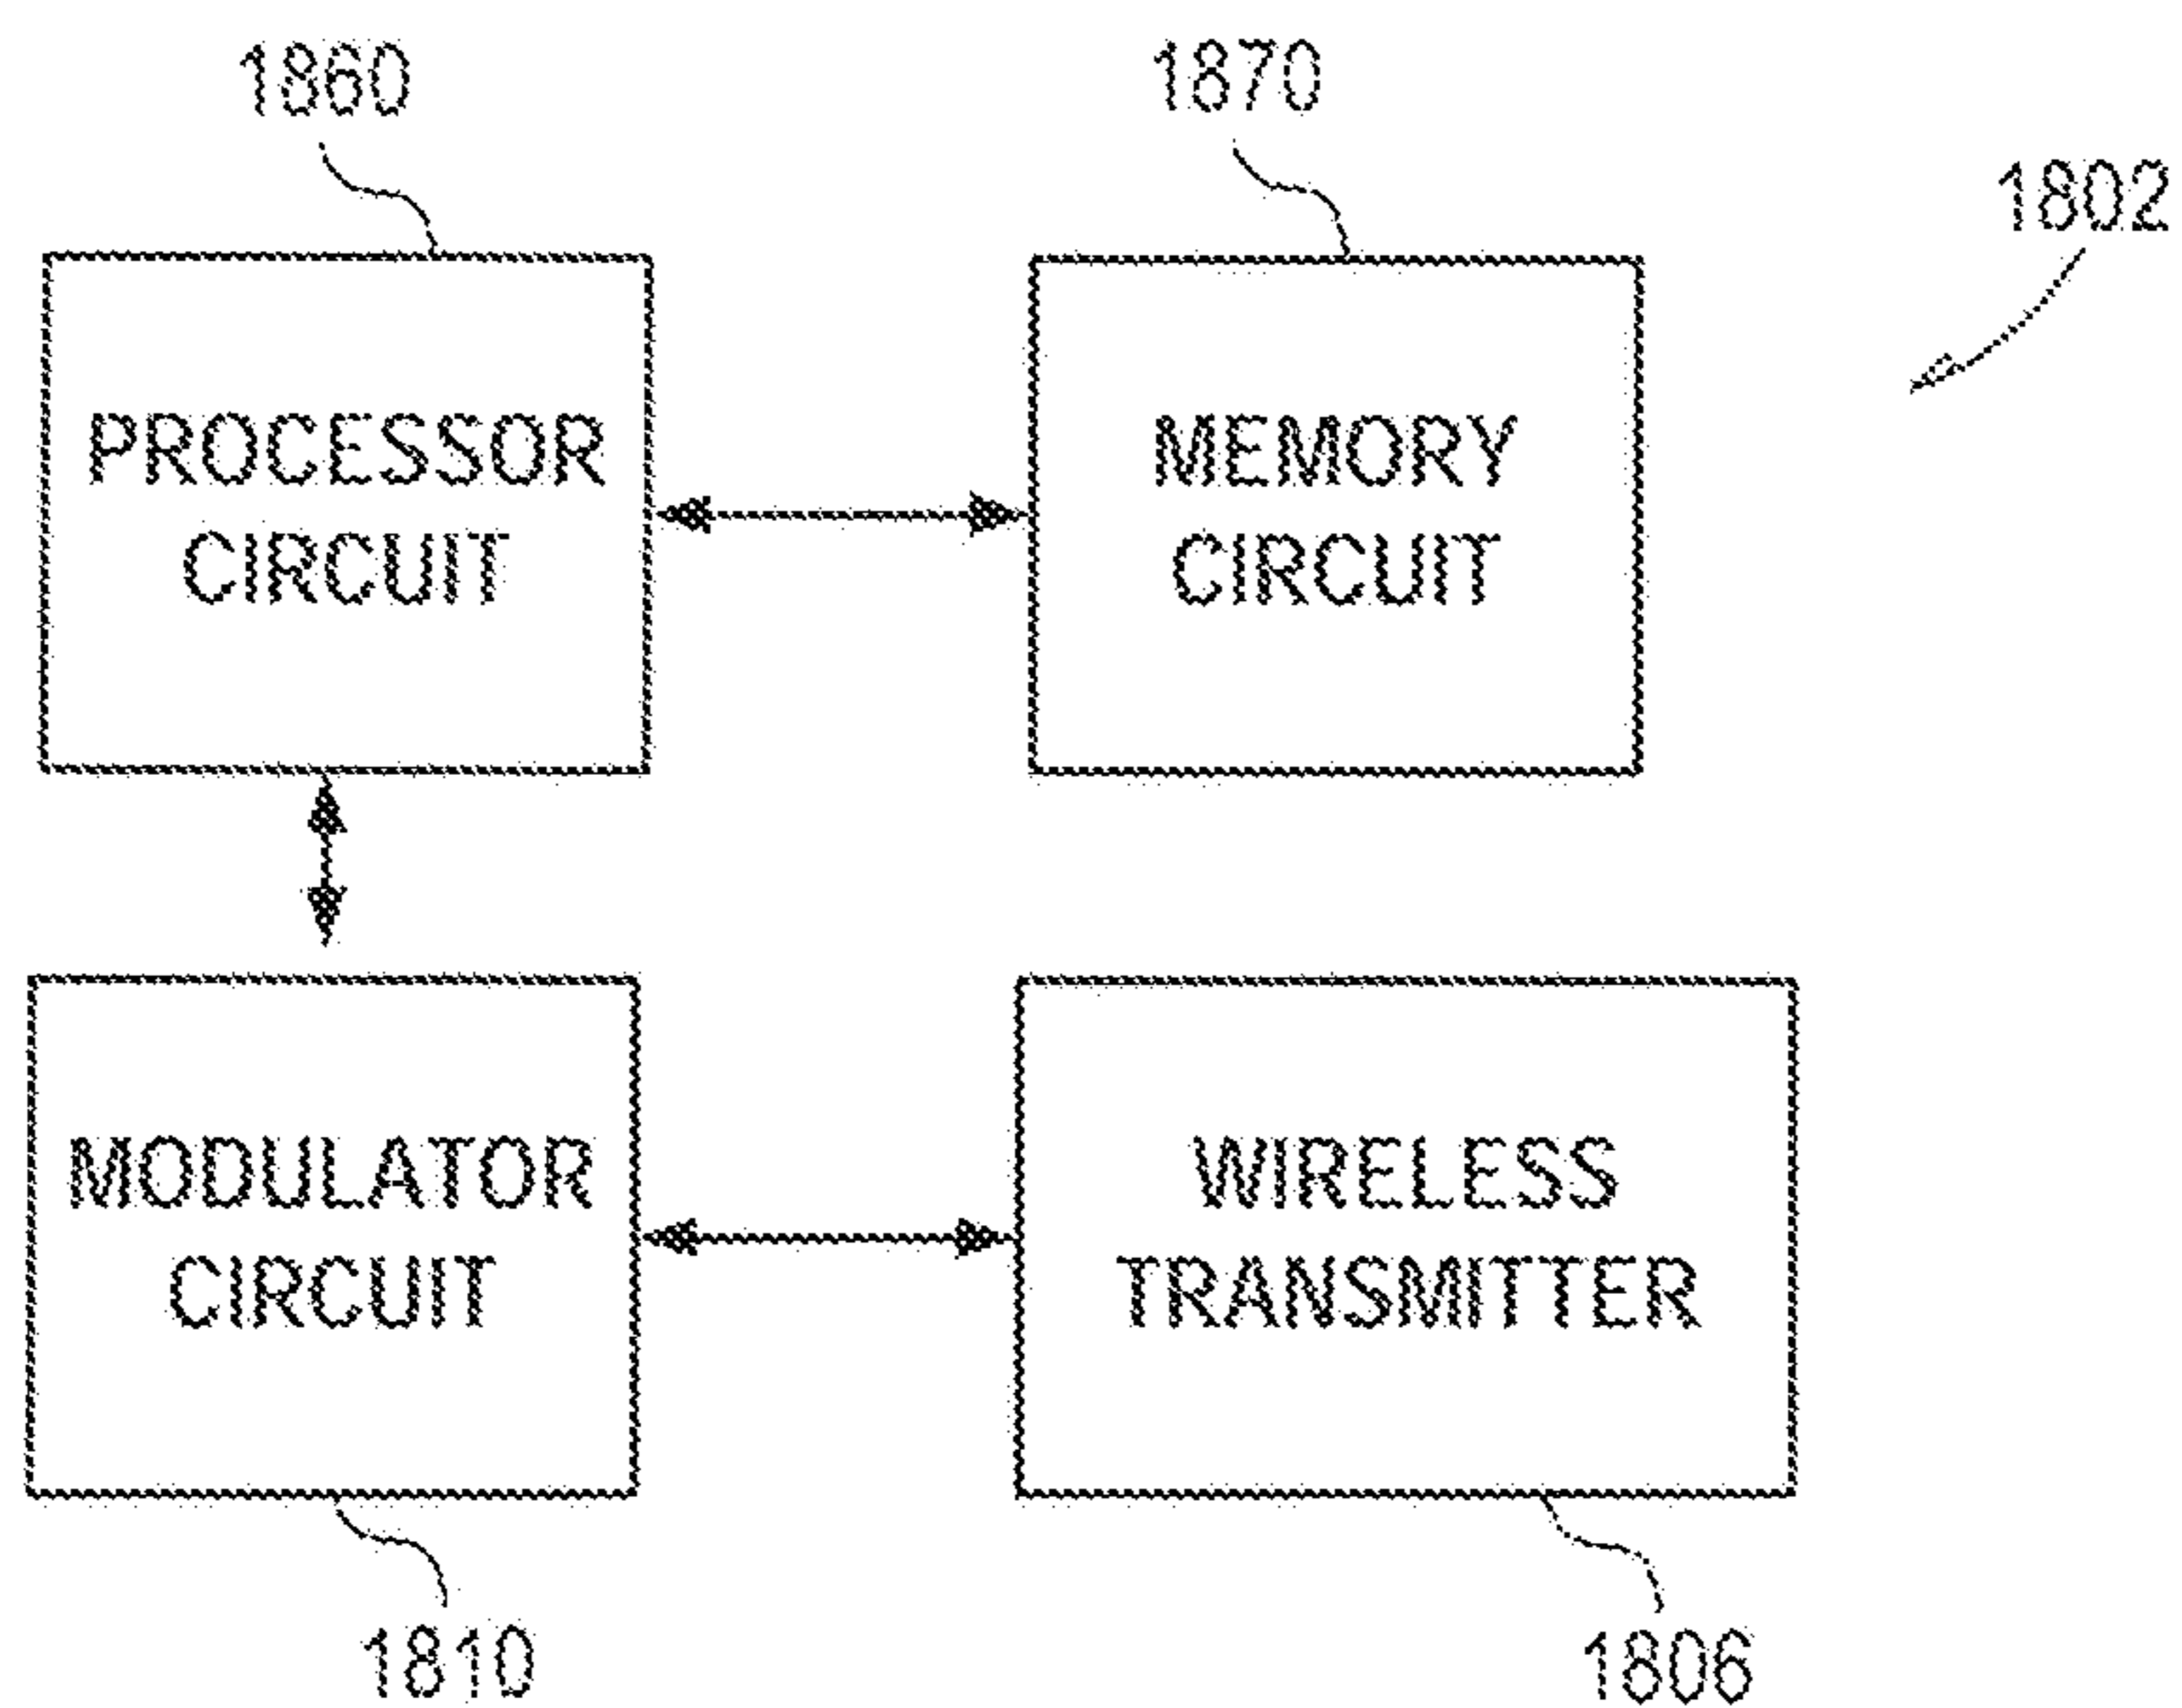 1860
1870
1802
PROCESSOR
CIRCUIT
MEMORY
CIRCUIT
MODULATOR
CIRCUIT
WIRELESS
TRANSMITTER
1810
1806